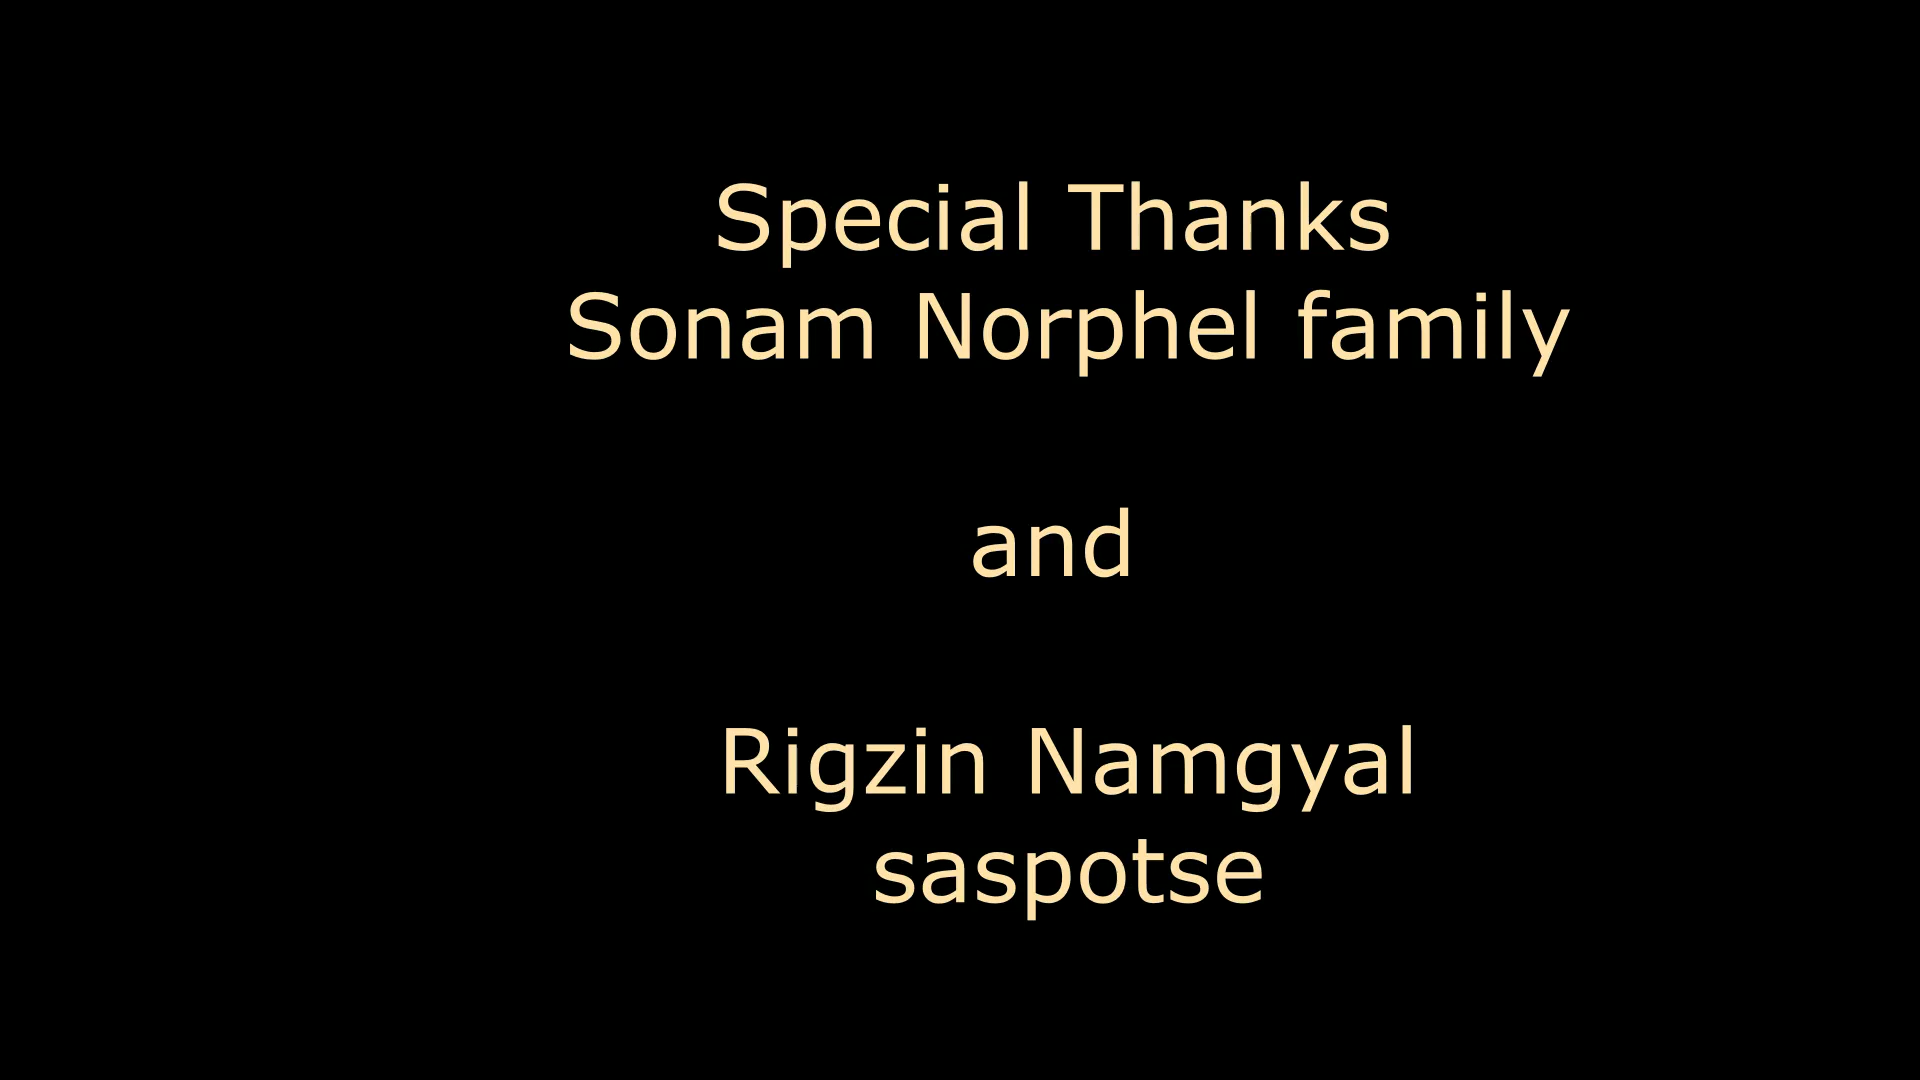 Special Thanks
Sonam Norphel family
and
Rigzin Namgyal
saspotse